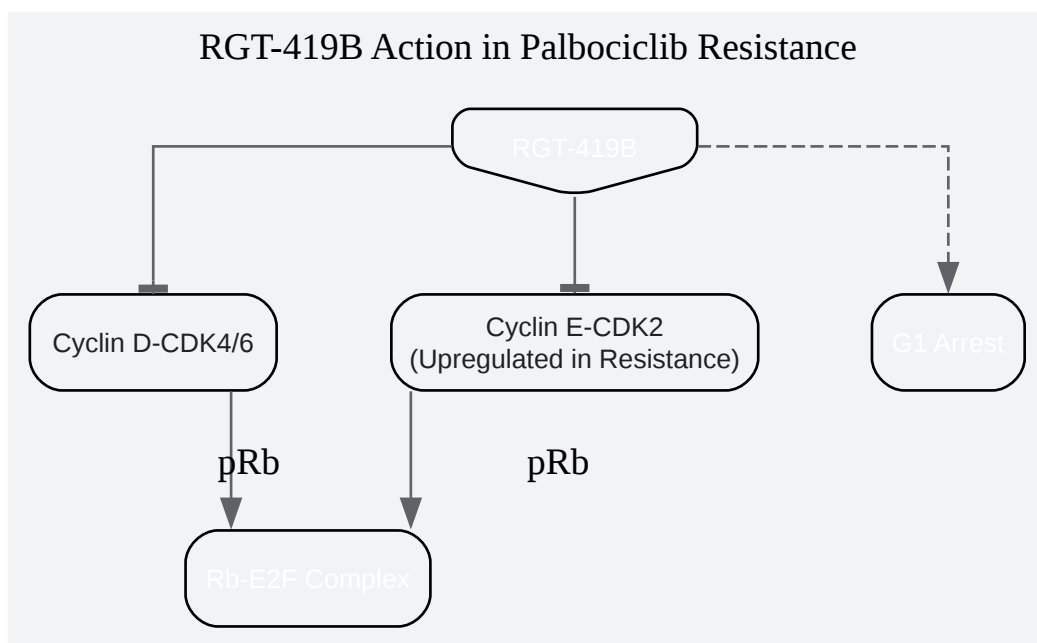 RGT-419B Action in Palbociclib Resistance
RGT-419B
Cyclin D-CDK4/6
Cyclin E-CDK2
(Upregulated in Resistance)
G1 Arrest
pRb
pRb
Rb-E2F Complex